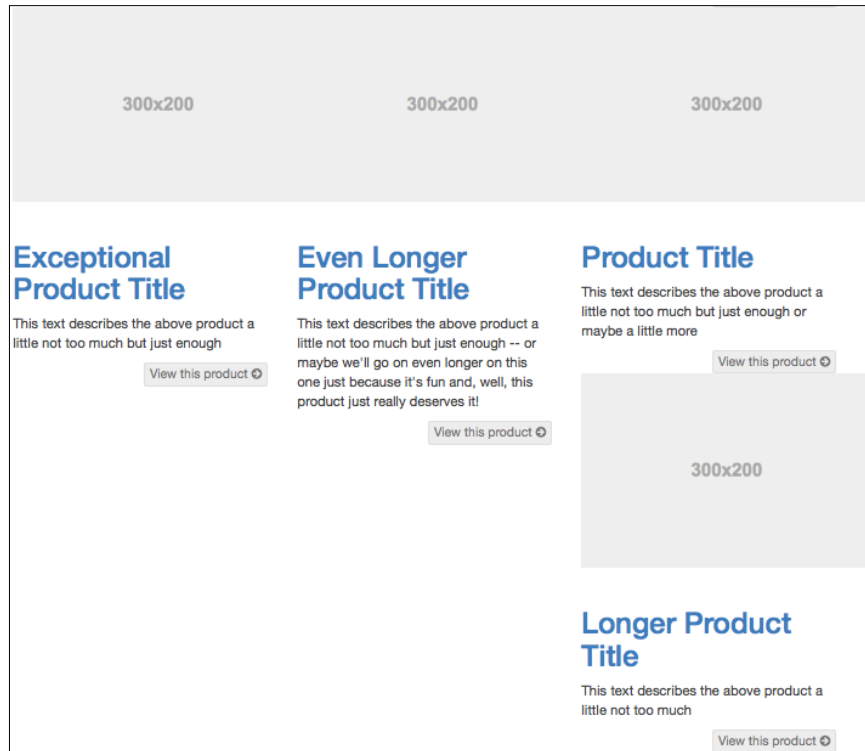 300x200
300x200
300x200
Exceptional
Product Title
This text describes the above product a
little not too much but just enough
View this product
Even Longer
Product Title
This text describes the above product a
little not too much but just enough -- or
maybe we'll go on even longer on this
one just because it's fun and, well, this
product just really deserves it!
View this product
Product Title
This text describes the above product a
little not too much but just enough or
maybe a little more
View this product
300x200
Longer Product
Title
This text describes the above product a
little not too much
View this product